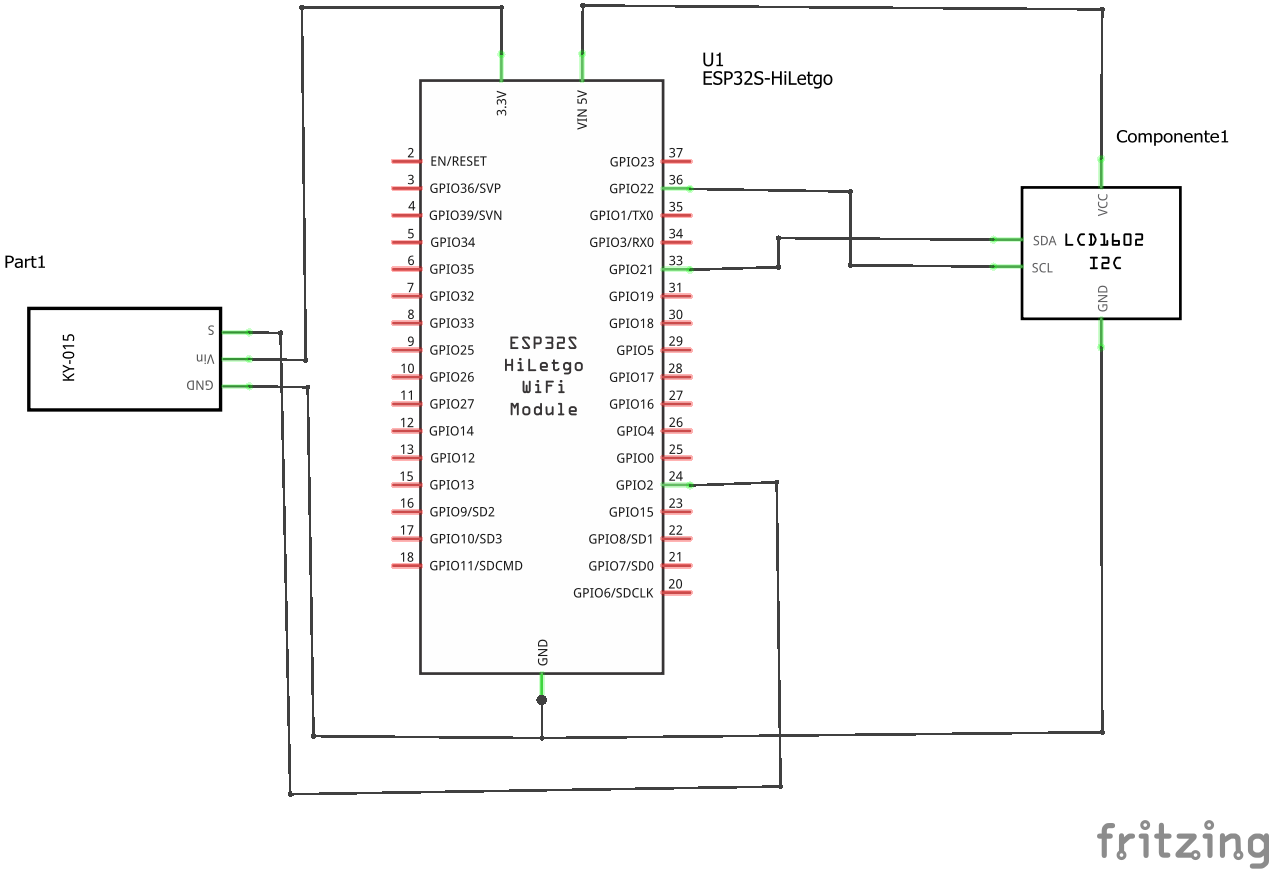 U1
ESP32S-HiLetgo
3.3V
VIN 5V
Componente1
2 EN/RESET
3 GPIO36/SVP
4 GPIO39/SVN
5 GPIO34
6 GPIO35
7 GPIO32
8 GPIO33
9 GPIO25
10 GPIO26
11 GPIO27
12 GPIO14
13 GPIO12
15 GPIO13
16 GPIO9/SD2
17 GPIO10/SD3
18 GPIO11/SDCMD
GPIO23 37
GPIO22 36
GPIO1/TX0 35
GPIO3/RX0 34
GPIO21 33
GPIO19 31
GPIO18 30
GPIO5 29
GPIO17 28
GPIO16 27
GPIO4 26
GPIO0 25
GPIO2 24
GPIO15 23
GPIO8/SD1 22
GPIO7/SD0 21
GPIO6/SDCLK 20
ESP32S
HiLetgo
WiFi
Module
GND
VCC
SDA
SCL
LCD1602
I2C
GND
Part1
KY-015
S
Vin
GND
fritzing